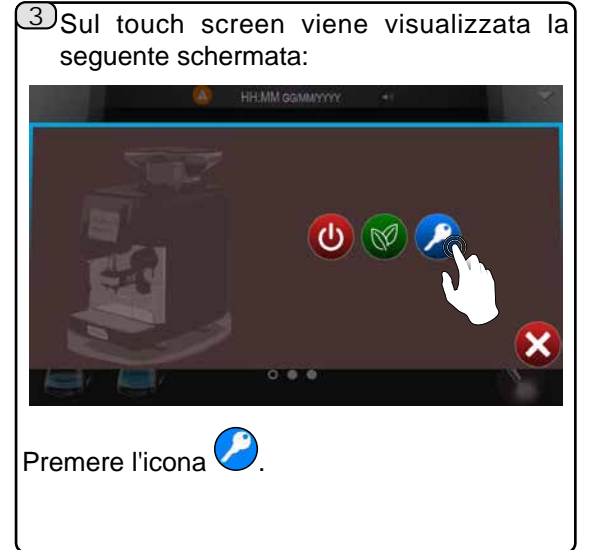 3 Sul touch screen viene visualizzata la
seguente schermata:
HH:MM GG/MM/YYYY
Premere l'icona .